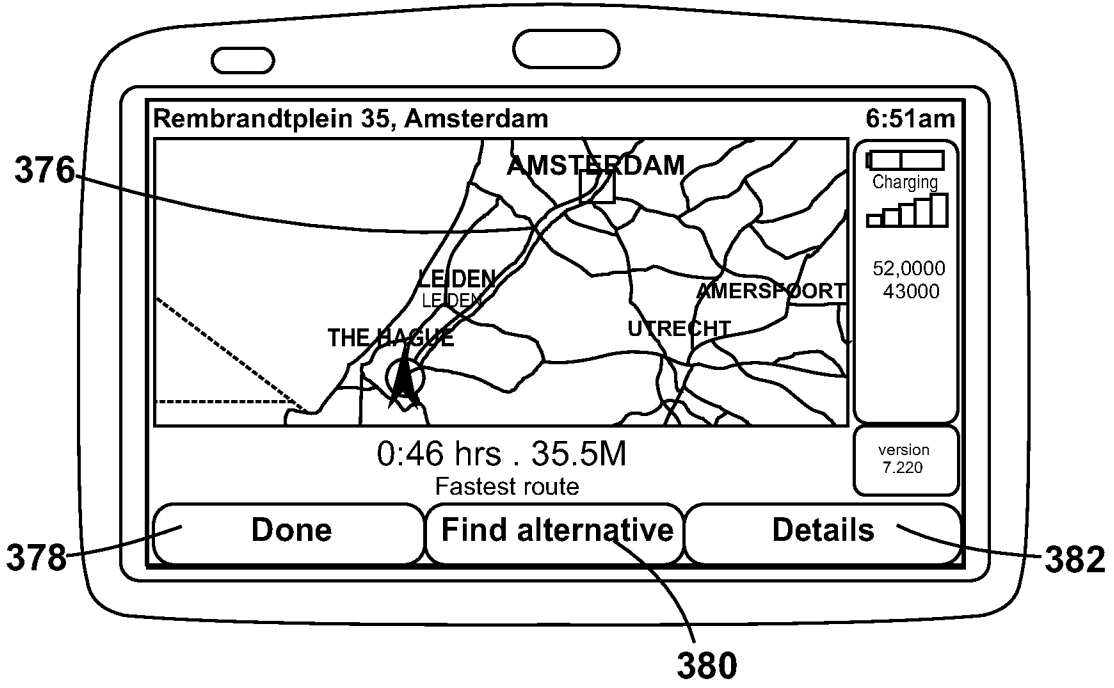 Rembrandtplein 35, Amsterdam
6:51am
376
AMSTERDAM
Charging
52,0000
43000
LEIDEN
LEIDEN
AMERSFOORT
UTRECHT
THE HAGUE
0:46 hrs . 35.5M
Fastest route
version
7.220
Done
Find alternative
Details
378
382
380